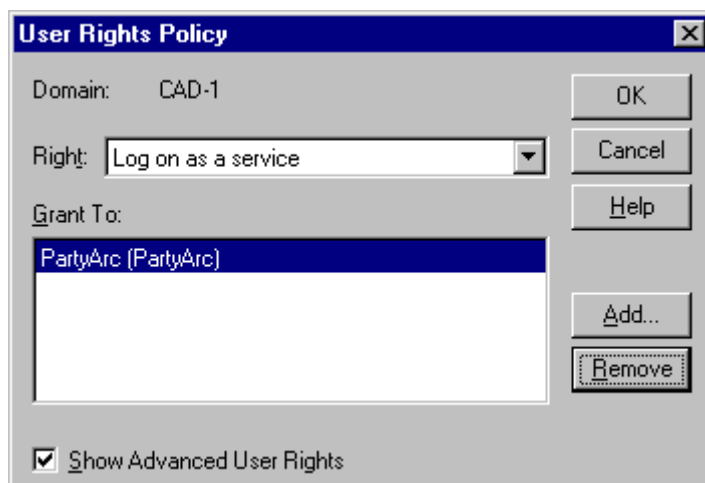 User Rights Policy
Domain: CAD-1
OK
Right: Log on as a service
Cancel
Grant To:
Help
PartyArc (PartyArc)
Add...
Remove
Show Advanced User Rights